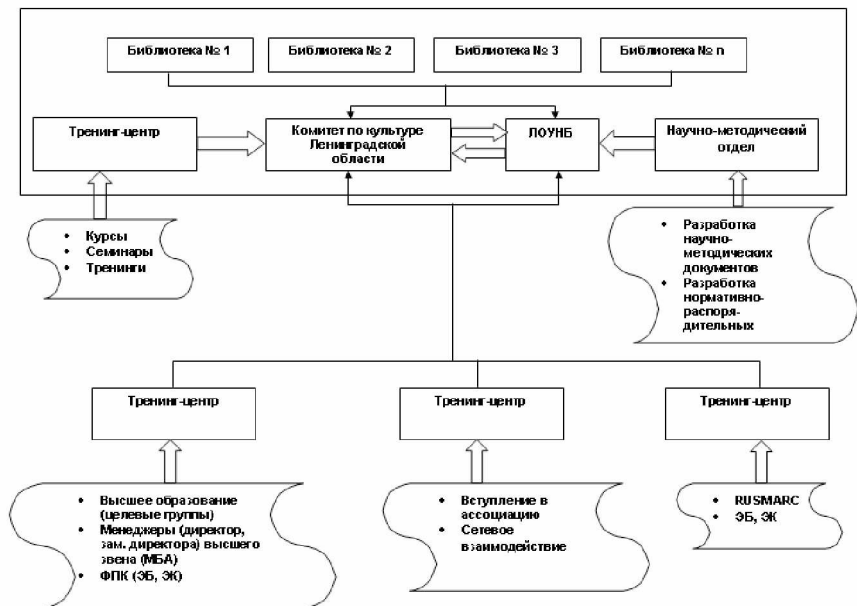 Библиотека № 1
Библиотека № 2
Библиотека № 3
Библиотека № n
Тренинг-центр
Комитет по культуре
Ленинградской
области
ЛОУНБ
Научно-методический
отдел
• Курсы
• Семинары
• Тренинги
• Разработка
научно-
методических
документов
• Разработка
нормативно-
распоря-
дительных
Тренинг-центр
Тренинг-центр
Тренинг-центр
• Высшее образование
(целевые группы)
• Менеджеры (директор,
зам. директора) высшего
звена (МБА)
• ФПК (ЭБ, ЭК)
• Вступление в
ассоциацию
• Сетевое
взаимодействие
• RUSMARC
• ЭБ, ЭК